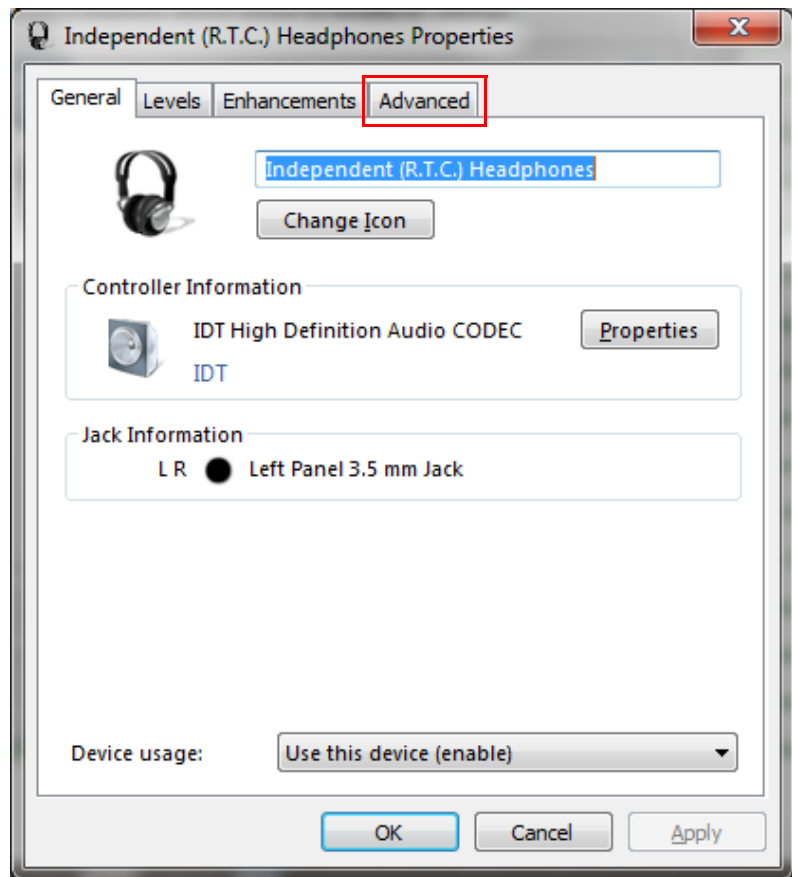 Independent (R.T.C.) Headphones Properties
General Levels Enhancements Advanced
Independent (R.T.C.) Headphones
Change Icon
Controller Information
IDT High Definition Audio CODEC Properties
IDT
Jack Information
L R Left Panel 3.5 mm Jack
Device usage: Use this device (enable)
OK Cancel Apply